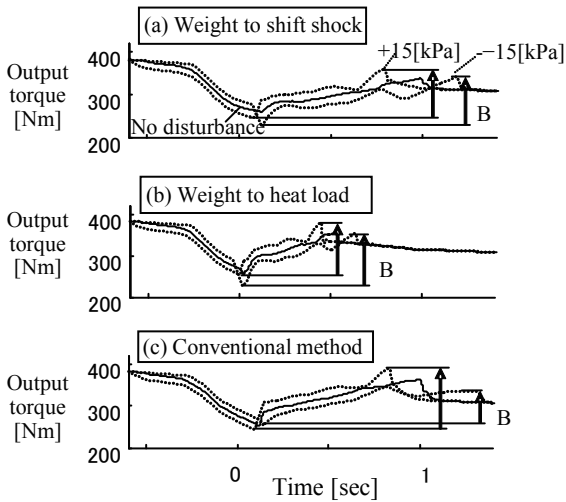 (a) Weight to shift shock
Output
torque
[Nm]
400
300
200
+15[kPa]
-−15[kPa]
No disturbance
B
(b) Weight to heat load
Output
torque
[Nm]
400
300
200
B
(c) Conventional method
Output
torque
[Nm]
400
300
200
B
0
1
Time [sec]